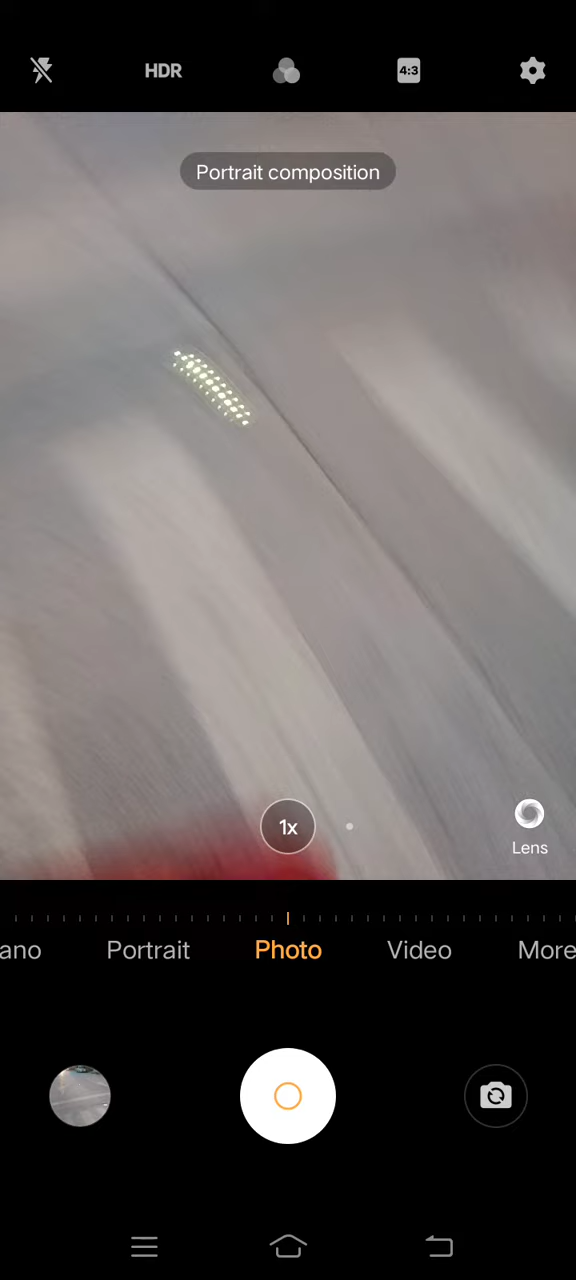 HDR
4:3
Portrait composition
1x
Lens
ano Portrait Photo Video More